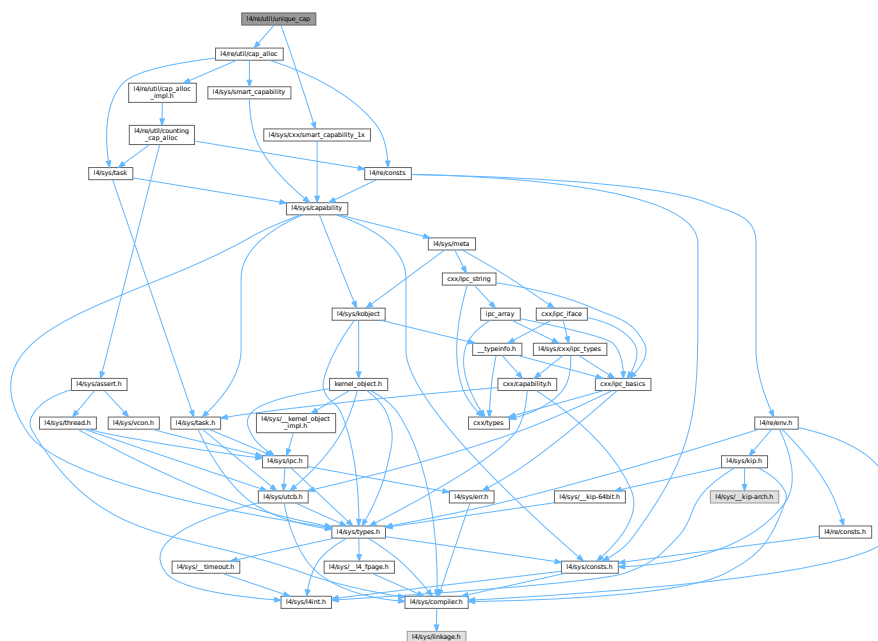 l4/re/util/unique_cap
l4/re/util/cap_alloc
l4/re/util/cap_alloc
_impl.h
l4/sys/smart_capability
l4/re/util/counting
_cap_alloc
l4/sys/cxx/smart_capability_1x
l4/sys/task
l4/re/consts
l4/sys/capability
l4/sys/meta
cxx/ipc_string
l4/sys/kobject
ipc_array
cxx/ipc_iface
__typeinfo.h
l4/sys/cxx/ipc_types
l4/sys/assert.h
kernel_object.h
cxx/capability.h
cxx/ipc_basics
l4/sys/thread.h
l4/sys/vcon.h
l4/sys/task.h
l4/sys/__kernel_object
_impl.h
cxx/types
l4/re/env.h
l4/sys/ipc.h
l4/sys/kip.h
l4/sys/utcb.h
l4/sys/err.h
l4/sys/__kip-64bit.h
l4/sys/__kip-arch.h
l4/sys/types.h
l4/re/consts.h
l4/sys/__timeout.h
l4/sys/__l4_fpage.h
l4/sys/consts.h
l4/sys/l4int.h
l4/sys/compiler.h
l4/sys/linkage.h